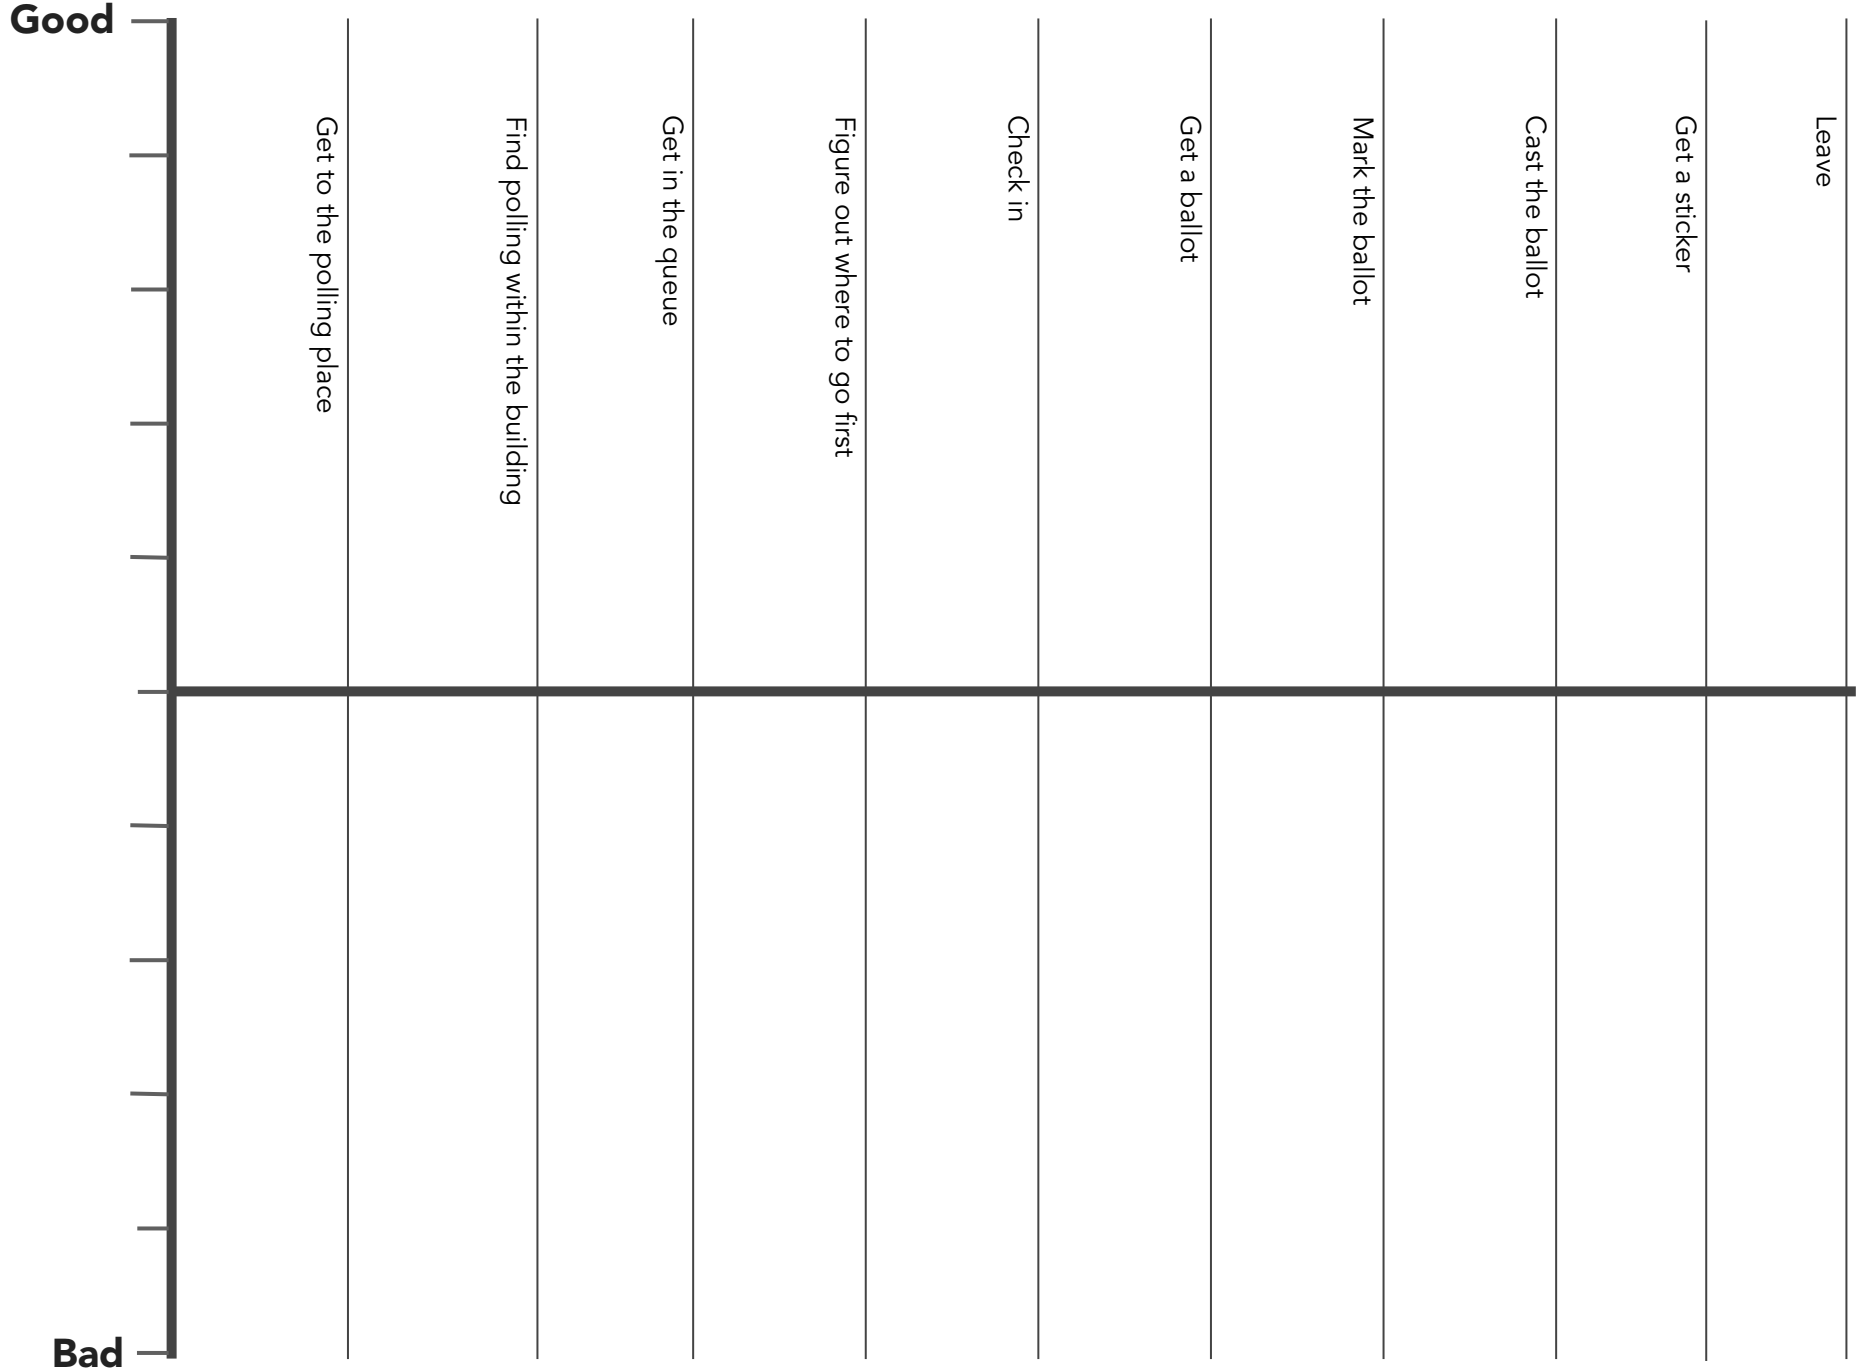 Good
Get to the polling place
Find polling within the building
Get in the queue
Figure out where to go first
Check in
Get a ballot
Mark the ballot
Cast the ballot
Get a sticker
Leave
Bad